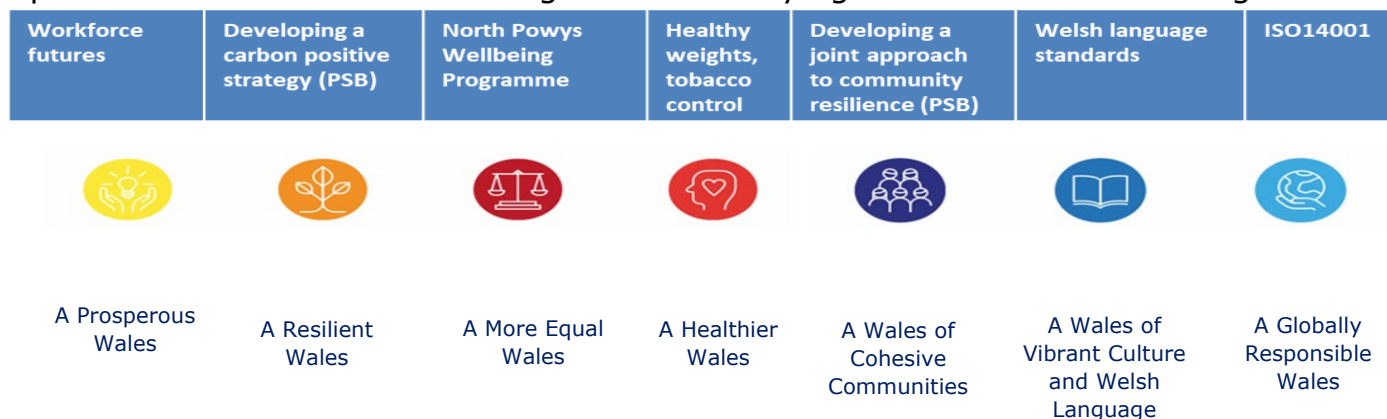 Workforce
futures
Developing a
carbon positive
strategy (PSB)
North Powys
Wellbeing
Programme
Healthy
weights,
tobacco
control
Developing a
joint approach
to community
resilience (PSB)
Welsh language
standards
ISO14001
A Prosperous
Wales
A Resilient
Wales
A More Equal
Wales
A Healthier
Wales
A Wales of
Cohesive
Communities
A Wales of
Vibrant Culture
and Welsh
Language
A Globally
Responsible
Wales